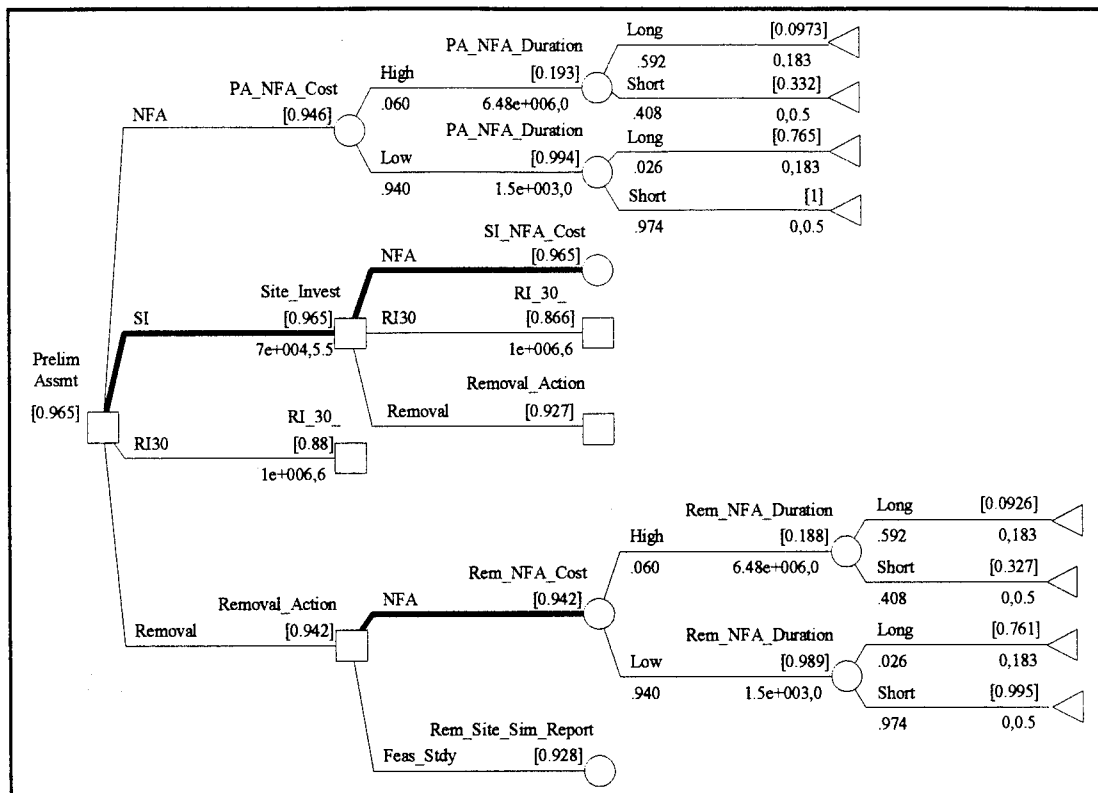 Long [0.0973]
PA_NFA_Duration
.592 0,183
High [0.193]
Short [0.332]
PA_NFA_Cost
.060 6.48e+006,0
.408 0,0.5
NFA [0.946]
PA_NFA_Duration
Long [0.765]
Low [0.994]
.026 0,183
.940 1.5e+003,0
Short [1]
.974 0,0.5
SI_NFA_Cost
NFA [0.965]
Site_Invest
RI_30_
SI [0.965]
RI30 [0.866]
7e+004,5.5
1e+006,6
Prelim
Assmt
Removal_Action
[0.965]
RI_30_
Removal [0.927]
RI30 [0.88]
1e+006,6
Long [0.0926]
Rem_NFA_Duration
.592 0,183
High [0.188]
Short [0.327]
Rem_NFA_Cost
.060 6.48e+006,0
.408 0,0.5
Removal_Action
NFA [0.942]
Removal [0.942]
Rem_NFA_Duration
Long [0.761]
Low [0.989]
.026 0,183
.940 1.5e+003,0
Short [0.995]
.974 0,0.5
Rem_Site_Sim_Report
Feas_Stdy [0.928]